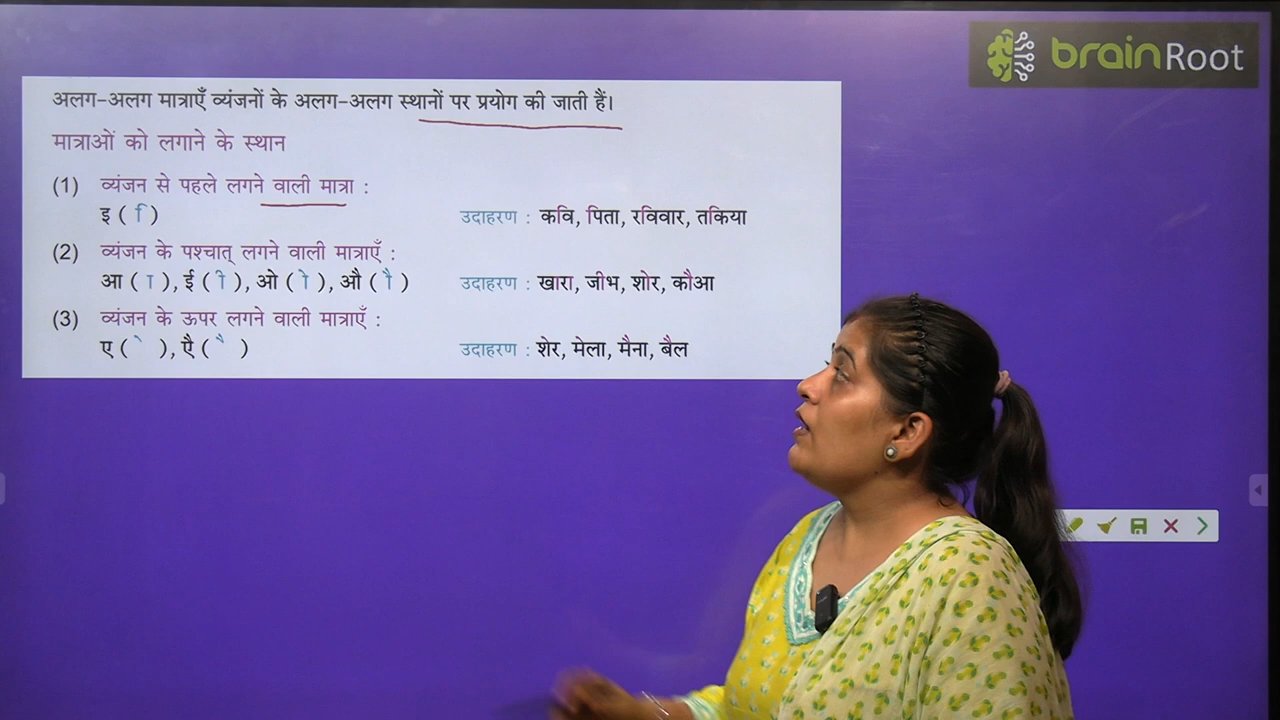 brainRoot
अलग-अलग मात्राएँ व्यंजनों के अलग-अलग स्थानों पर प्रयोग की जाती हैं।
मात्राओं को लगाने के स्थान
(1) व्यंजन से पहले लगने वाली मात्रा :
इ ( ि ) उदाहरण : कवि, पिता, रविवार, तकिया
(2) व्यंजन के पश्चात् लगने वाली मात्राएँ :
आ ( ा ), ई ( ी ), ओ ( ो ), औ ( ौ ) उदाहरण : खारा, जीभ, शोर, कौआ
(3) व्यंजन के ऊपर लगने वाली मात्राएँ :
ए ( े ), ऐ ( ै ) उदाहरण : शेर, मेला, मैना, बैल